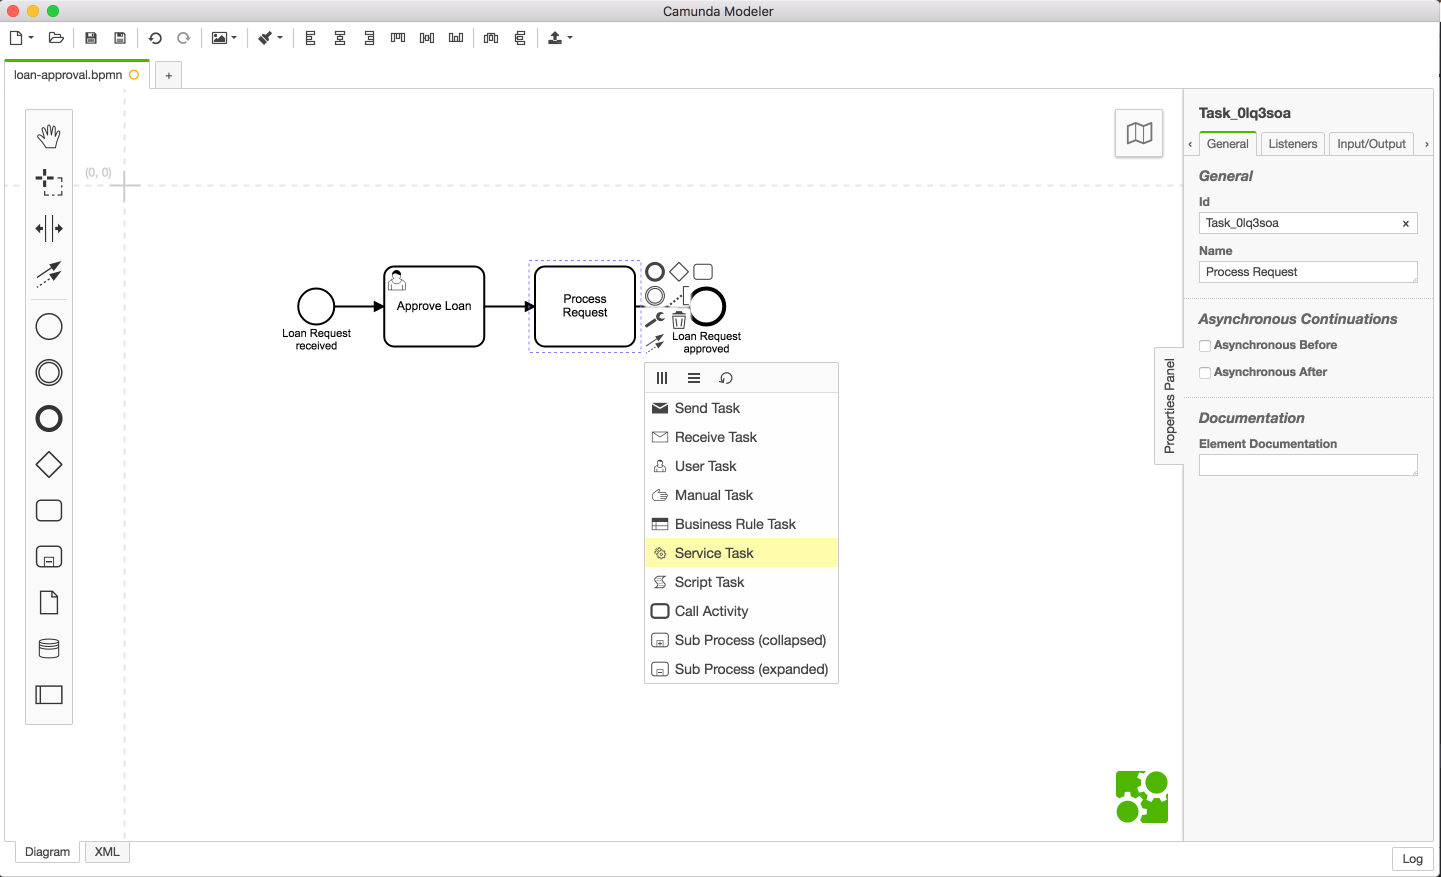 Camunda Modeler
loan-approval.bpmn
+
(0, 0)
Loan Request
received
Approve Loan
Process
Request
Loan Request
approved
Send Task
Receive Task
User Task
Manual Task
Business Rule Task
Service Task
Script Task
Call Activity
Sub Process (collapsed)
Sub Process (expanded)
Properties Panel
Task_0lq3soa
‹ General Listeners Input/Output ›
General
Id
Task_0lq3soa ×
Name
Process Request
Asynchronous Continuations
Asynchronous Before
Asynchronous After
Documentation
Element Documentation
Diagram XML
Log